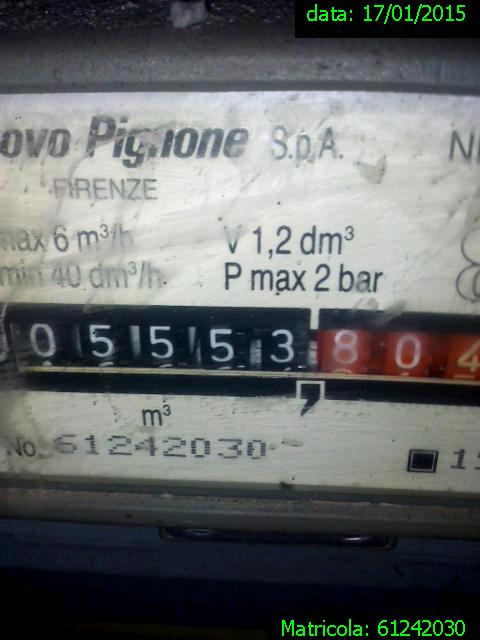 data: 17/01/2015
ovo Pignone S.p.A.
FIRENZE
max 6 m³/h V 1,2 dm³
min 40 dm³/h. P max 2 bar
0 5 5 5 3 8 0 4
,
m³
No. 61242030
Matricola: 61242030